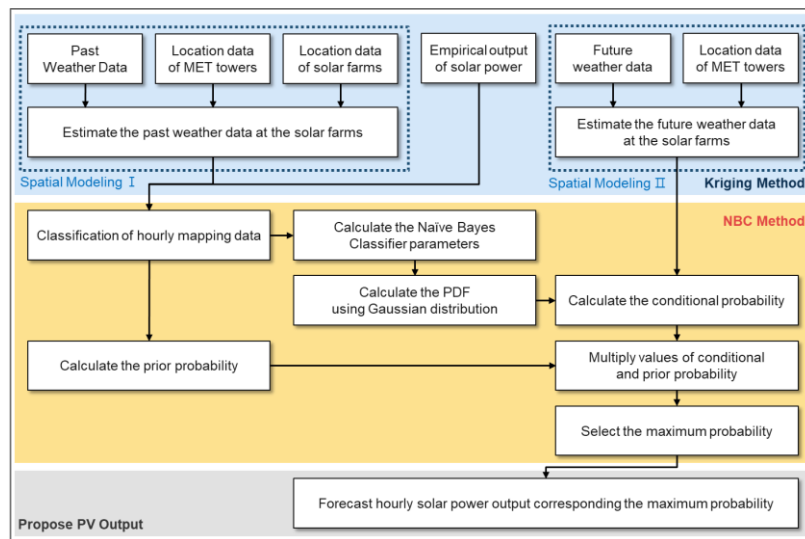 Past
Weather Data
Location data
of MET towers
Location data
of solar farms
Empirical output
of solar power
Future
weather data
Location data
of MET towers
Estimate the past weather data at the solar farms
Estimate the future weather data
at the solar farms
Spatial Modeling Ⅰ
Spatial Modeling Ⅱ
Kriging Method
NBC Method
Classification of hourly mapping data
Calculate the Naïve Bayes
Classifier parameters
Calculate the PDF
using Gaussian distribution
Calculate the conditional probability
Calculate the prior probability
Multiply values of conditional
and prior probability
Select the maximum probability
Forecast hourly solar power output corresponding the maximum probability
Propose PV Output